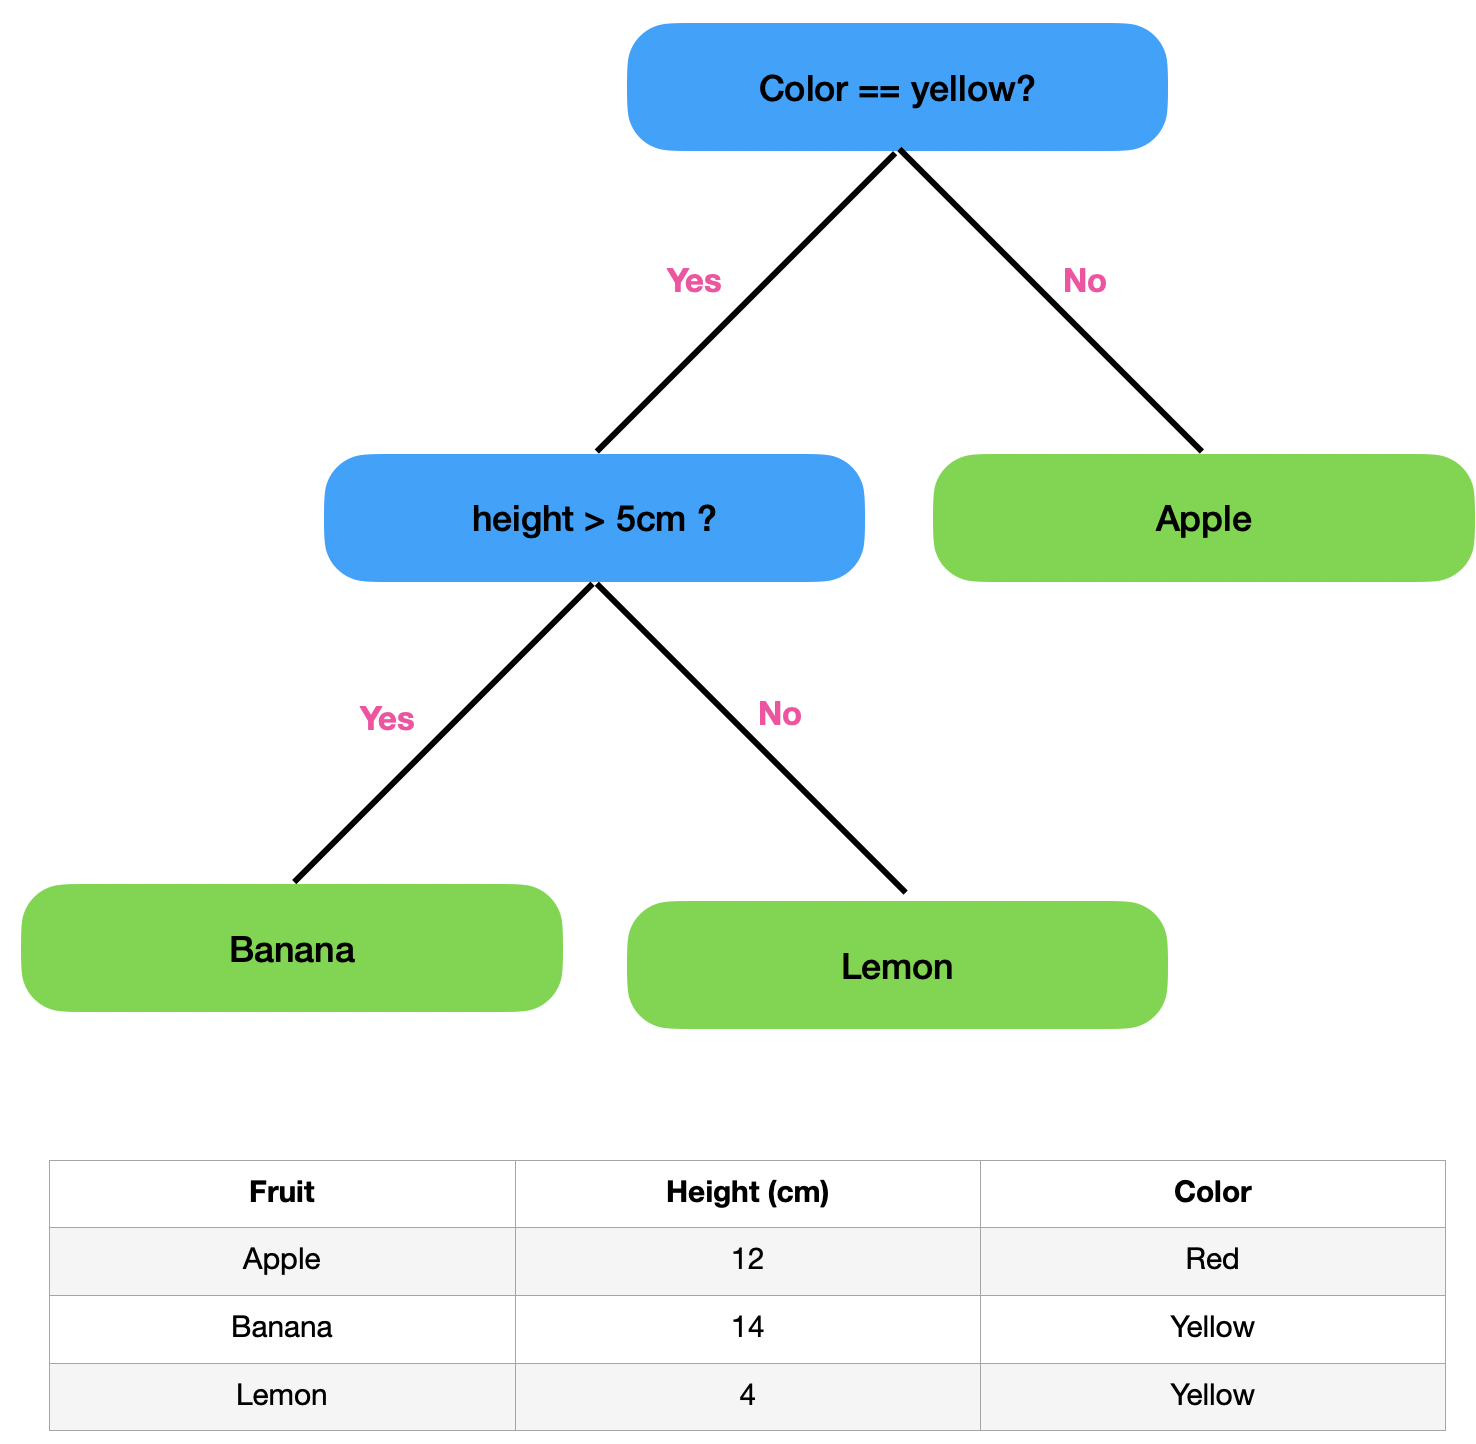 Color == yellow?
Yes
No
height > 5cm ?
Apple
Yes
No
Banana
Lemon
Fruit Height (cm) Color
Apple 12 Red
Banana 14 Yellow
Lemon 4 Yellow